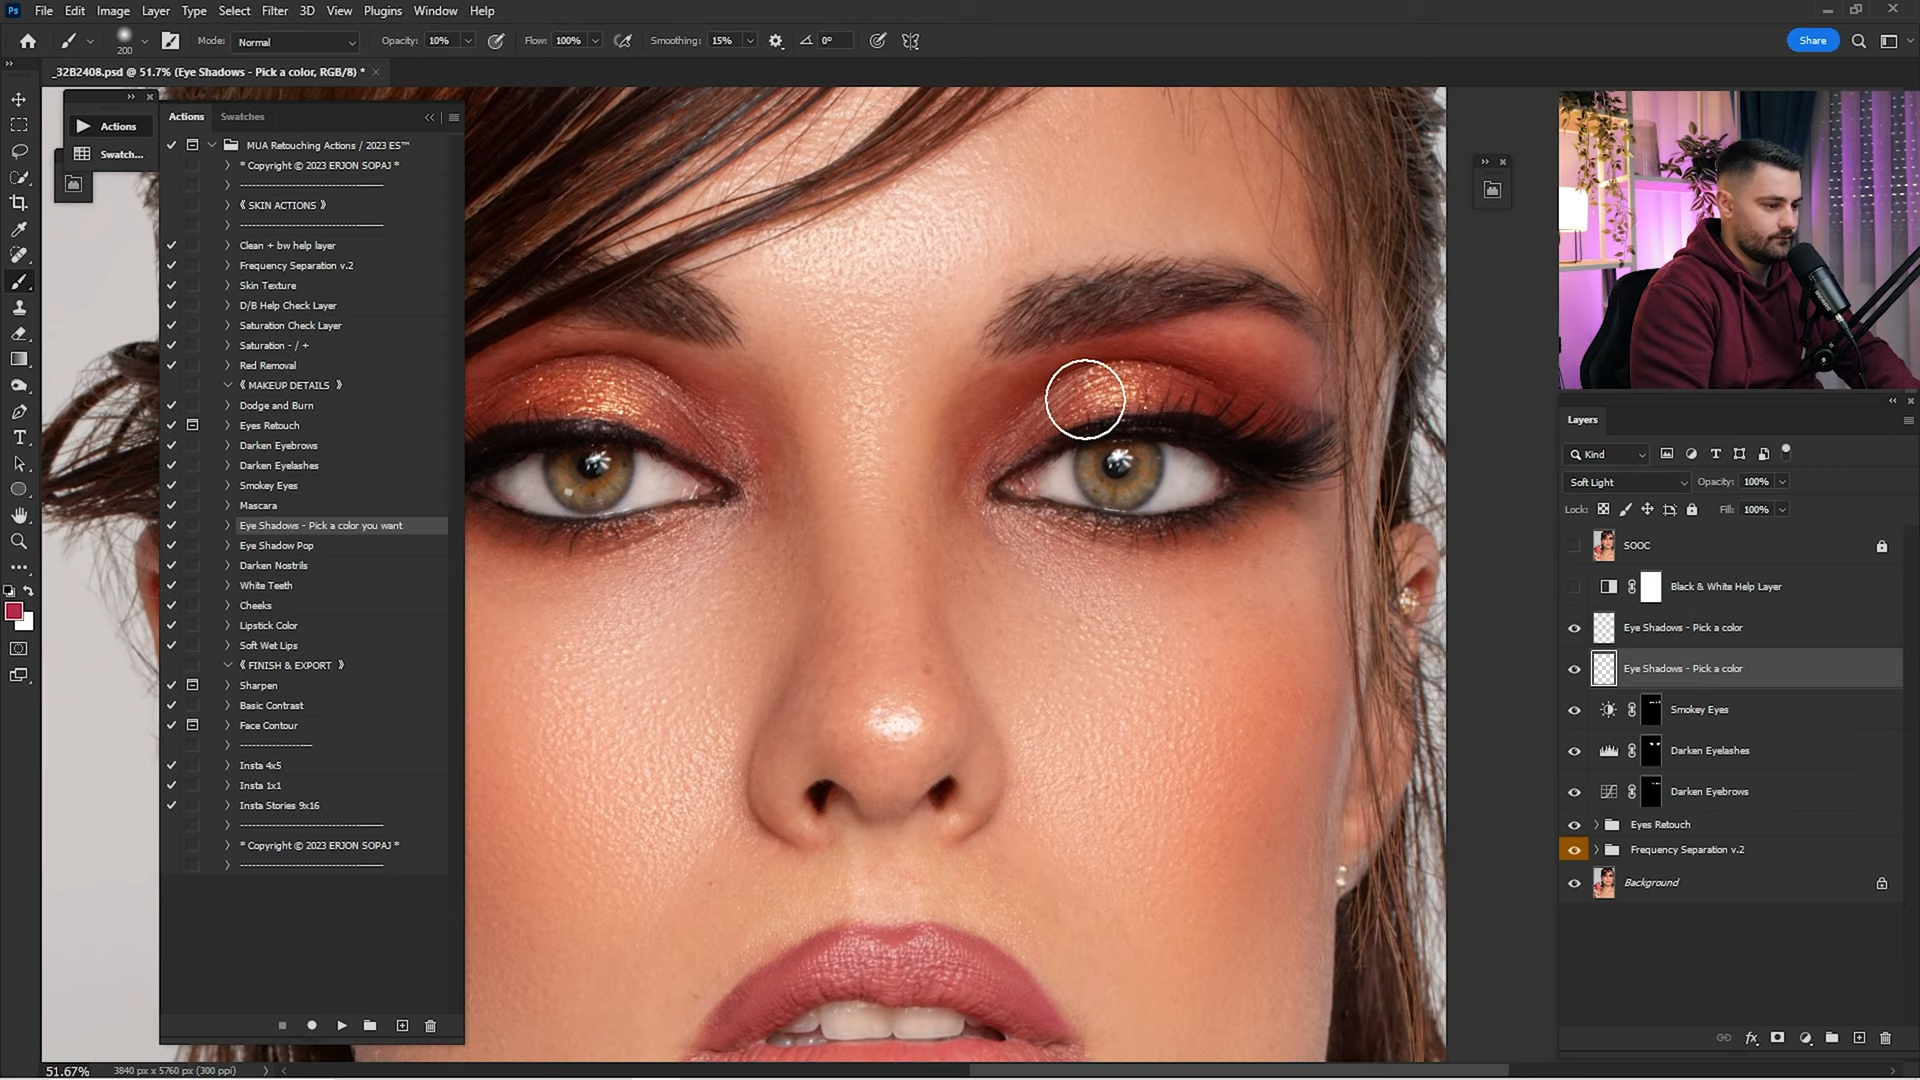 Ps File Edit Image Layer Type Select Filter 3D View Plugins Window Help
200 Mode: Normal Opacity: 10% Flow: 100% Smoothing: 15% 0° Share
_32B2408.psd @ 51.7% (Eye Shadows - Pick a color, RGB/8) *
Actions
Swatch...
Actions Swatches
MUA Retouching Actions / 2023 ES™
* Copyright © 2023 ERJON SOPAJ *
------------------------------------
《 SKIN ACTIONS 》
------------------------------------
Clean + bw help layer
Frequency Separation v.2
Skin Texture
D/B Help Check Layer
Saturation Check Layer
Saturation - / +
Red Removal
《 MAKEUP DETAILS 》
Dodge and Burn
Eyes Retouch
Darken Eyebrows
Darken Eyelashes
Smokey Eyes
Mascara
Eye Shadows - Pick a color you want
Eye Shadow Pop
Darken Nostrils
White Teeth
Cheeks
Lipstick Color
Soft Wet Lips
《 FINISH & EXPORT 》
Sharpen
Basic Contrast
Face Contour
------------------
Insta 4x5
Insta 1x1
Insta Stories 9x16
------------------------------------
* Copyright © 2023 ERJON SOPAJ *
------------------------------------
Layers
Kind
Soft Light Opacity: 100%
Lock: Fill: 100%
SOOC
Black & White Help Layer
Eye Shadows - Pick a color
Eye Shadows - Pick a color
Smokey Eyes
Darken Eyelashes
Darken Eyebrows
Eyes Retouch
Frequency Separation v.2
Background
fx
51.67% 3840 px x 5760 px (300 ppi)